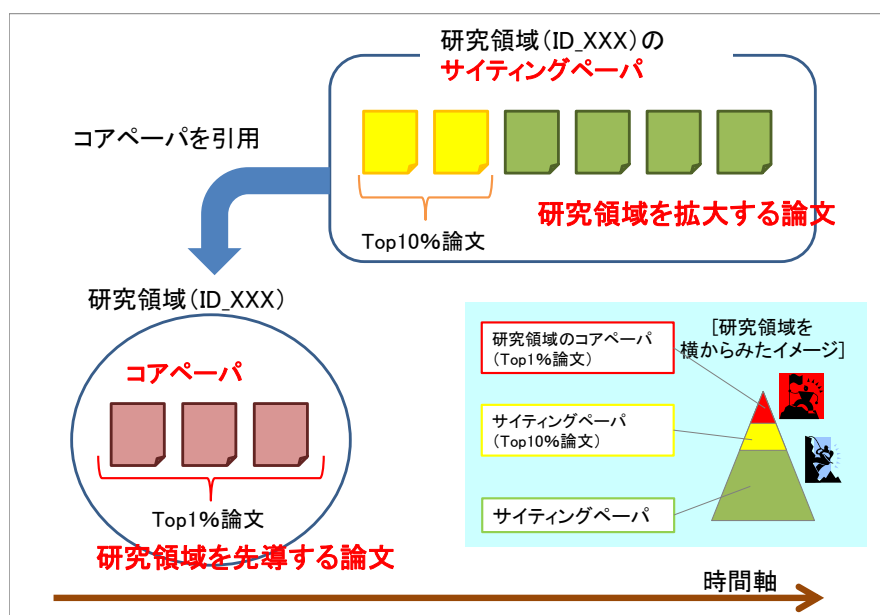 研究領域(ID_XXX)の
サイティングペーパ
コアペーパを引用
研究領域を拡大する論文
Top10%論文
研究領域(ID_XXX)
コアペーパ
Top1%論文
研究領域を先導する論文
[研究領域を
横からみたイメージ]
研究領域のコアペーパ
(Top1%論文)
サイティングペーパ
(Top10%論文)
サイティングペーパ
時間軸